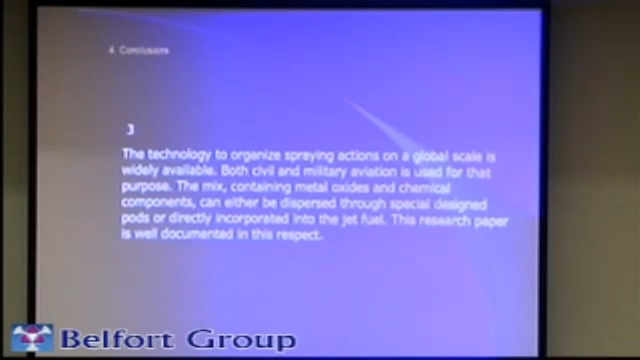 4. Conclusions
3
The technology to organize spraying actions on a global scale is
widely available. Both civil and military aviation is used for that
purpose. The mix, containing metal oxides and chemical
components, can either be dispersed through special designed
pods or directly incorporated into the jet fuel. This research paper
is well documented in this respect.
Belfort Group